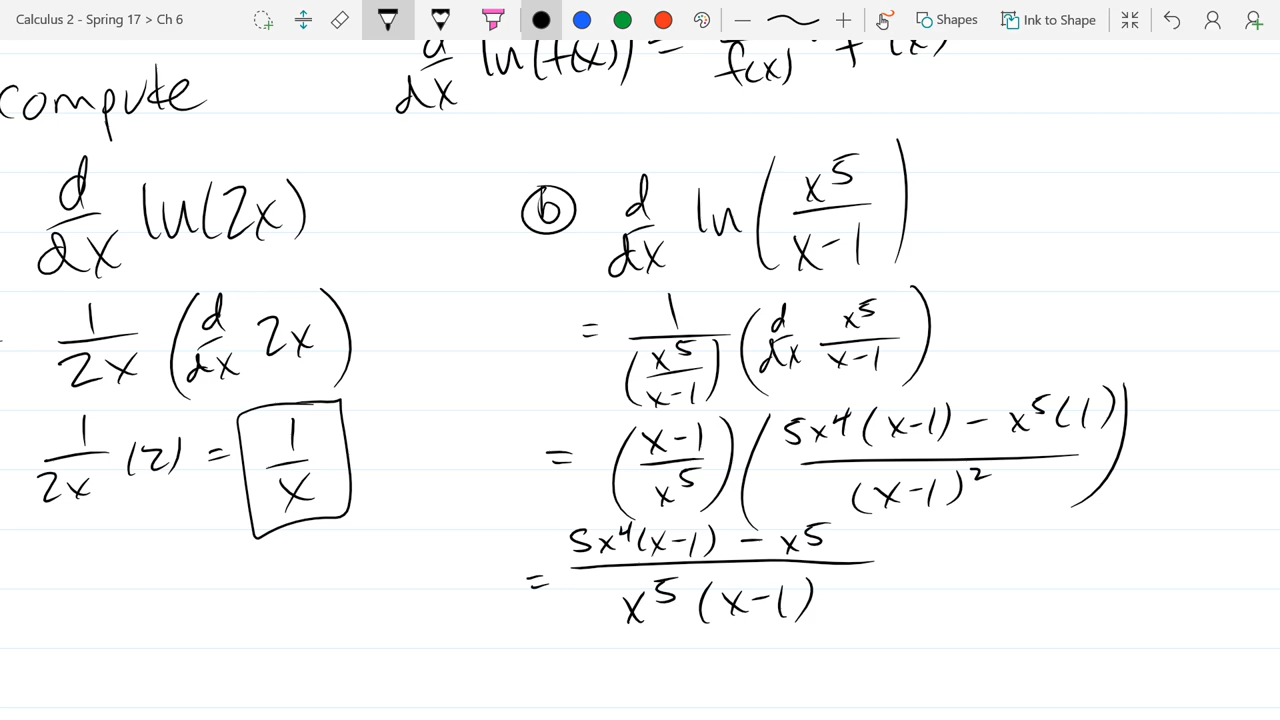 Calculus 2 - Spring 17 > Ch 6
Shapes
Ink to Shape
d/dx ln(f(x)) = 1/f(x) · f'(x)
compute
d/dx ln(2x)
1/2x (d/dx 2x)
1/2x (2) = 1/x
b d/dx ln(x^5/(x-1))
= 1/(x^5/(x-1)) (d/dx x^5/(x-1))
= ((x-1)/x^5) ((5x^4(x-1) - x^5(1))/(x-1)^2)
= (5x^4(x-1) - x^5)/(x^5(x-1))